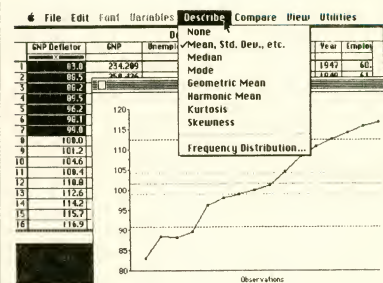 File Edit Font Variables Describe Compare View Utilities
None
✓Mean, Std. Dev., etc.
Median
Mode
Geometric Mean
Harmonic Mean
Kurtosis
Skewness
Frequency Distribution...
GNP Deflator GNP Unempl Year Employ
1 83.0 234,289 1947 60.
2 88.5
3 88.2
4 89.5
5 96.2
6 98.1
7 99.0
8 100.0
9 101.2
10 104.6
11 108.4
12 110.8
13 112.6
14 114.2
15 115.7
16 116.9
120
115
110
105
100
95
90
85
80
Observations